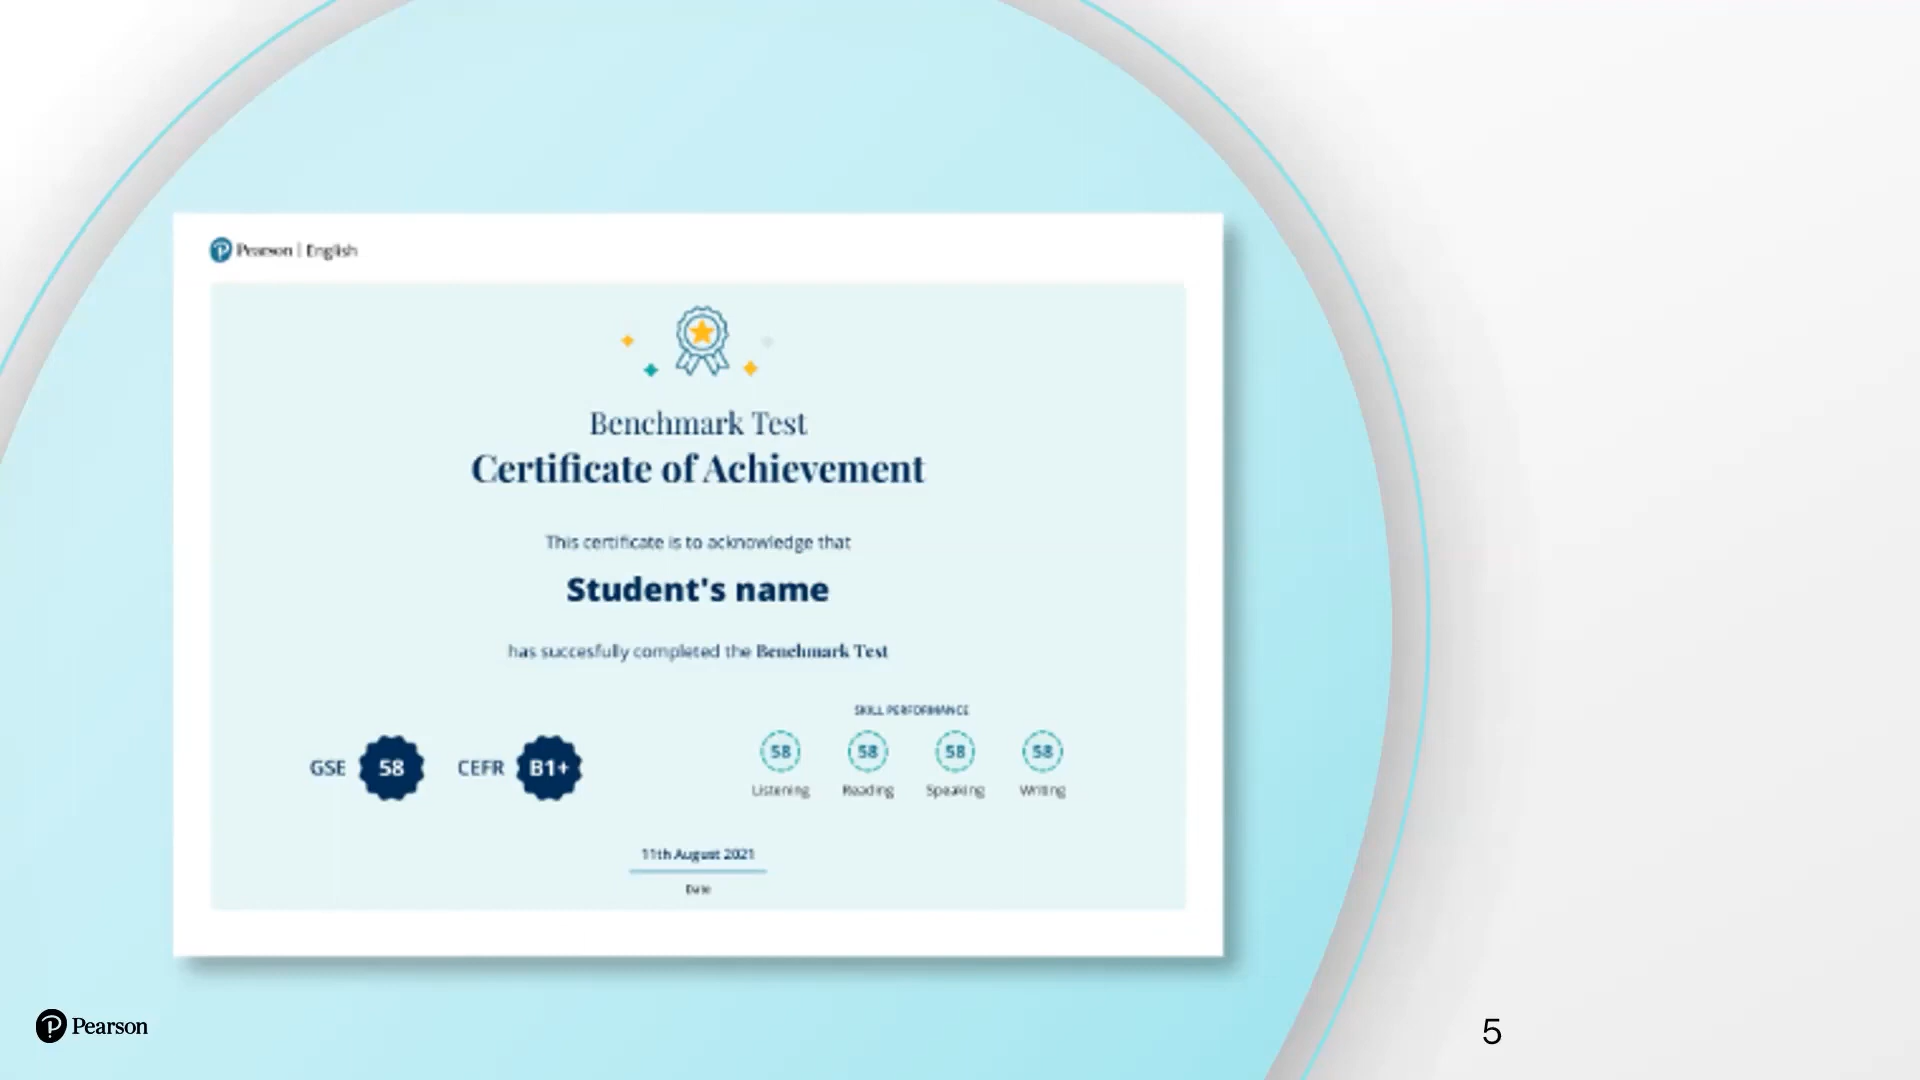 Pearson | English
Benchmark Test
Certificate of Achievement
This certificate is to acknowledge that
Student's name
has succesfully completed the Benchmark Test
SKILL PERFORMANCE
GSE 58 CEFR B1+
58 58 58 58
Listening Reading Speaking Writing
11th August 2021
Date
Pearson
5